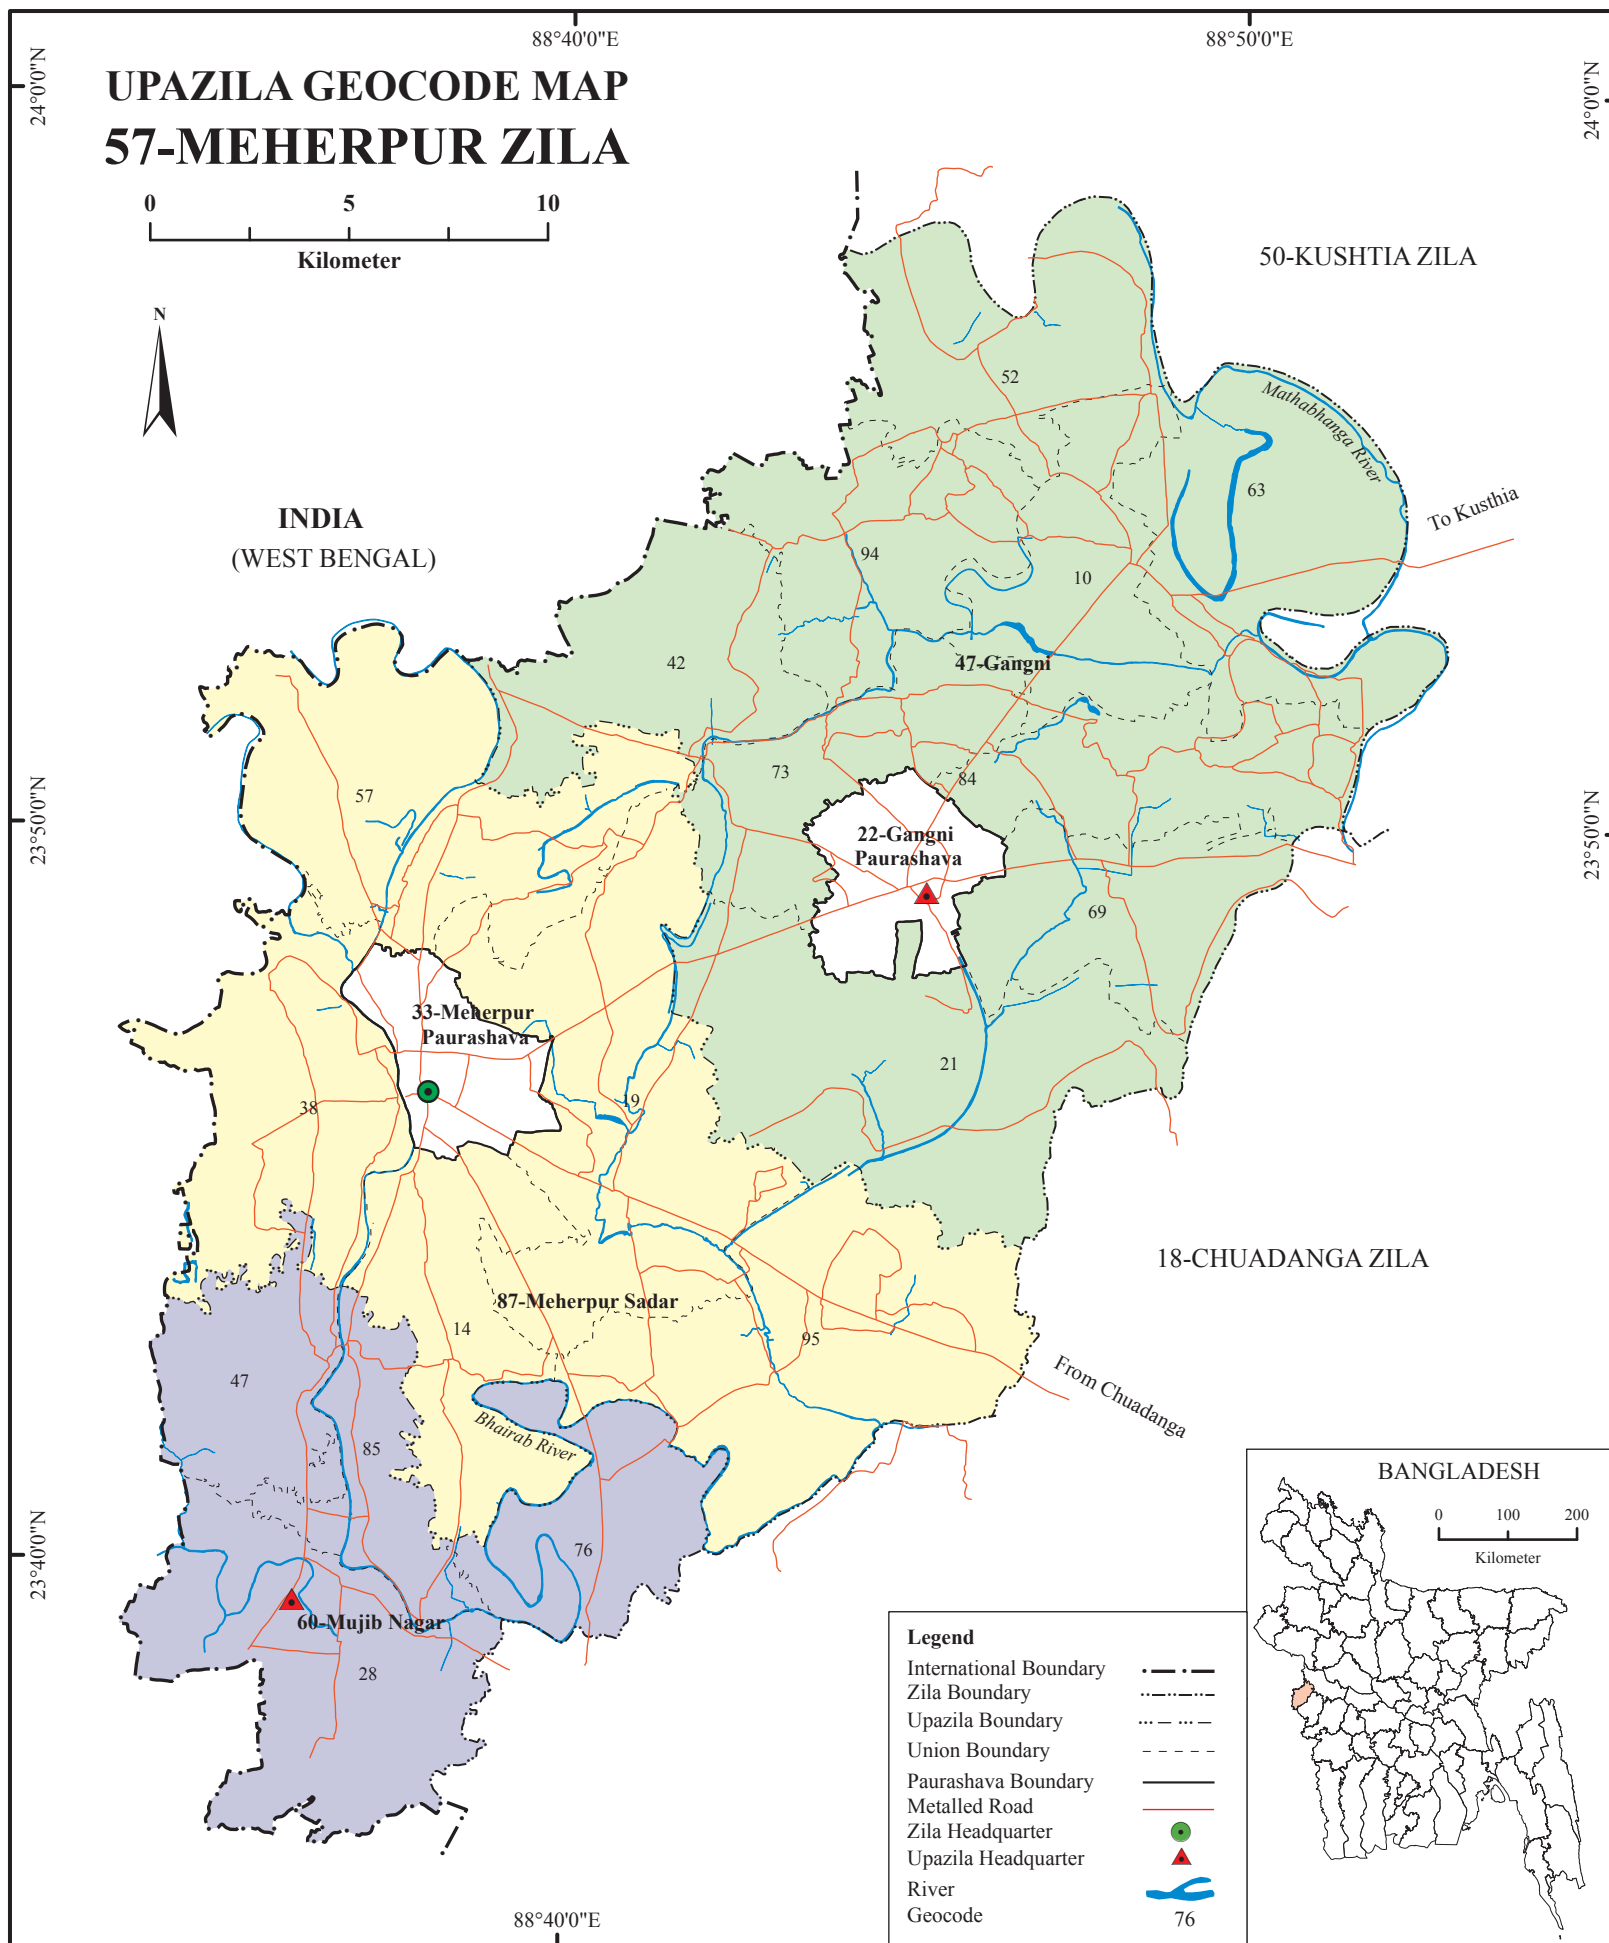 88°40'0"E
88°50'0"E
24°0'0"N
24°0'0"N
UPAZILA GEOCODE MAP
57-MEHERPUR ZILA
0 5 10
Kilometer
N
50-KUSHTIA ZILA
52
Mathabhanga River
63
To Kusthia
INDIA
(WEST BENGAL)
94
10
42
47-Gangni
73
84
57
23°50'0"N
23°50'0"N
22-Gangni
Paurashava
69
33-Meherpur
Paurashava
21
38
19
18-CHUADANGA ZILA
87-Meherpur Sadar
14
95
47
From Chuadanga
Bhairab River
85
76
23°40'0"N
60-Mujib Nagar
28
BANGLADESH
0 100 200
Kilometer
Legend
International Boundary
Zila Boundary
Upazila Boundary
Union Boundary
Paurashava Boundary
Metalled Road
Zila Headquarter
Upazila Headquarter
River
Geocode 76
88°40'0"E